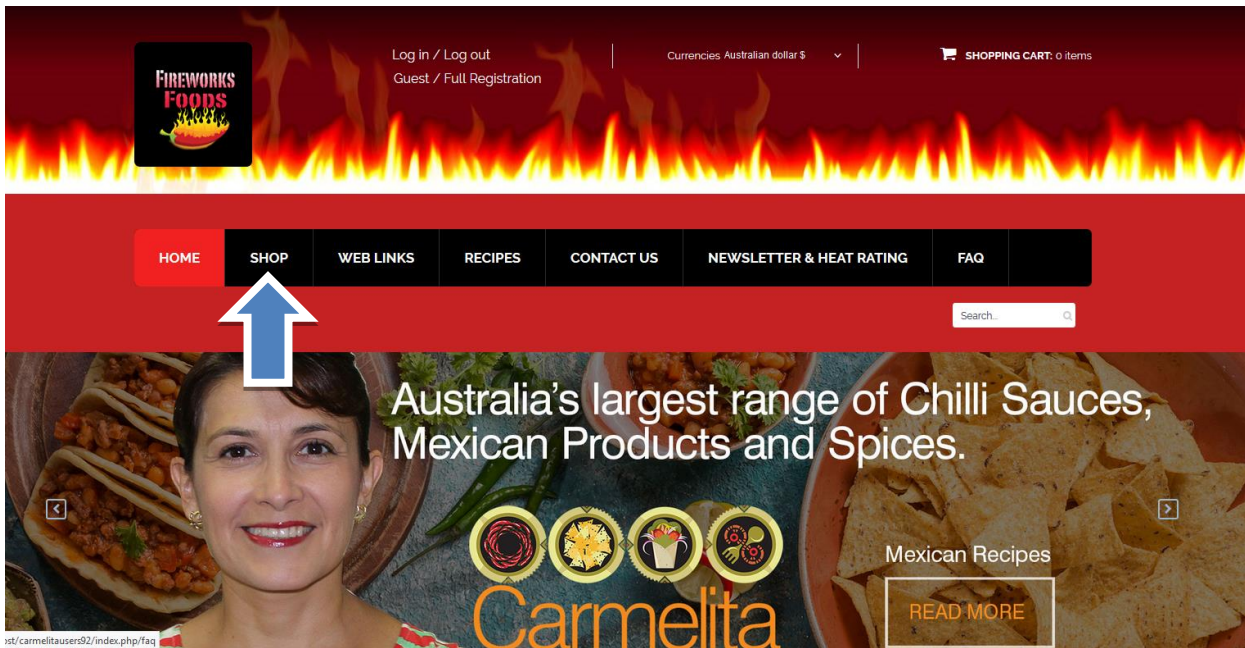 FIREWORKS
FOODS
Log in / Log out
Guest / Full Registration
Currencies Australian dollar $
SHOPPING CART: 0 items
HOME SHOP WEB LINKS RECIPES CONTACT US NEWSLETTER & HEAT RATING FAQ
Search...
Australia's largest range of Chilli Sauces,
Mexican Products and Spices.
Carmelita
Mexican Recipes
READ MORE
ost/carmelitausers92/index.php/faq